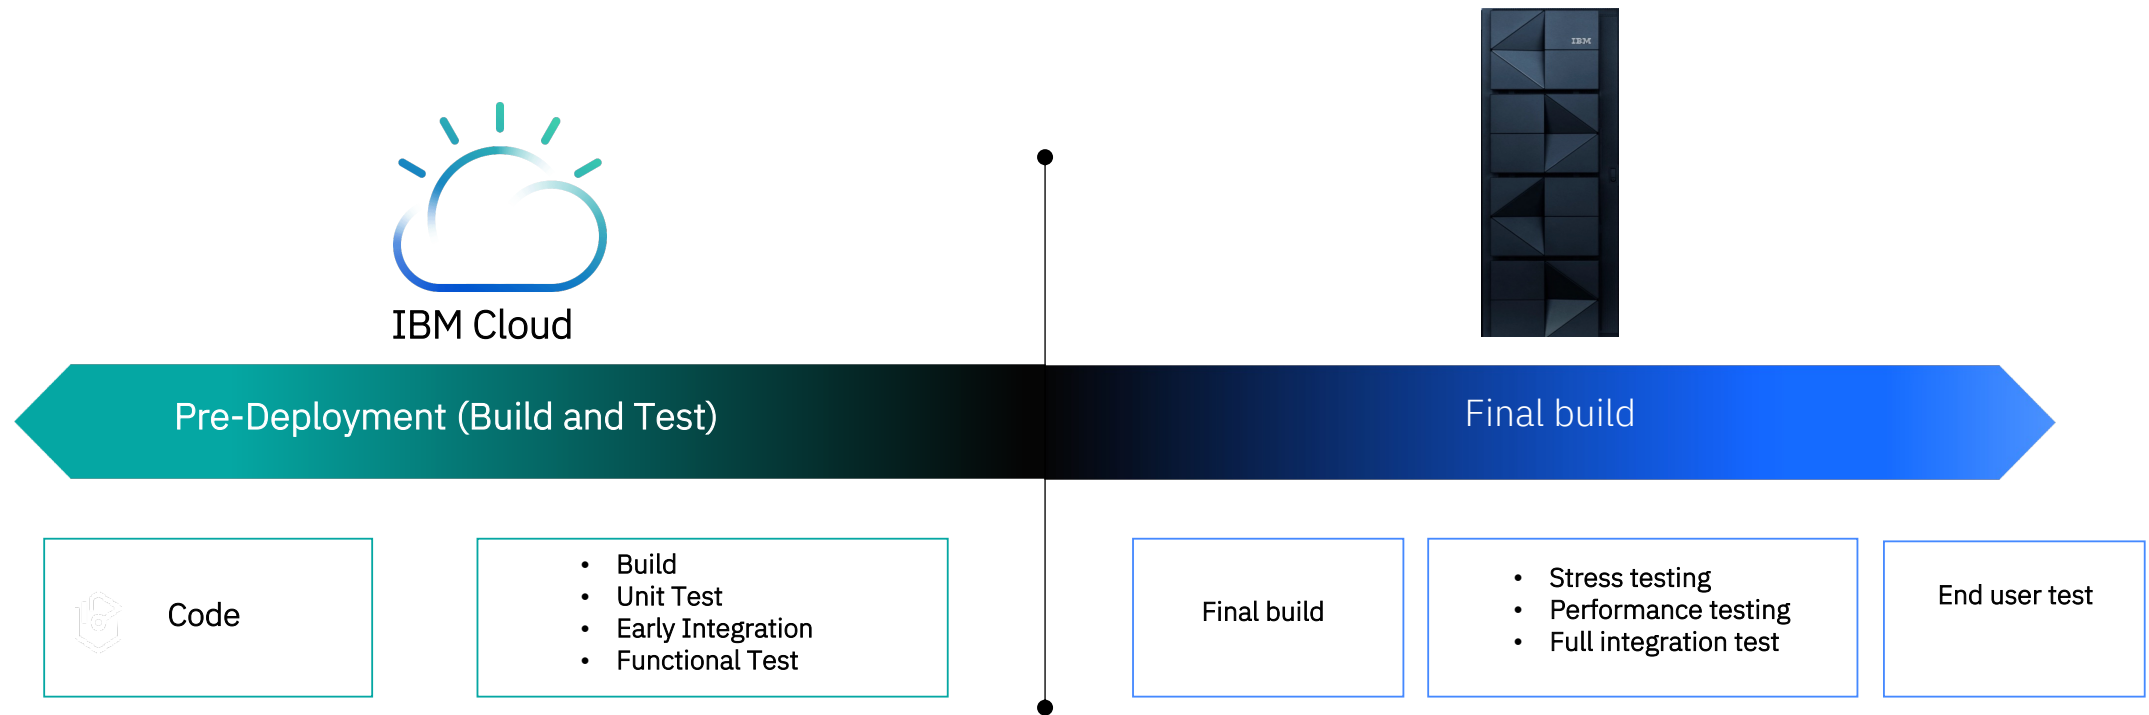 IBM
IBM Cloud
Pre-Deployment (Build and Test)
Final build
Code
• Build
• Unit Test
• Early Integration
• Functional Test
Final build
• Stress testing
• Performance testing
• Full integration test
End user test